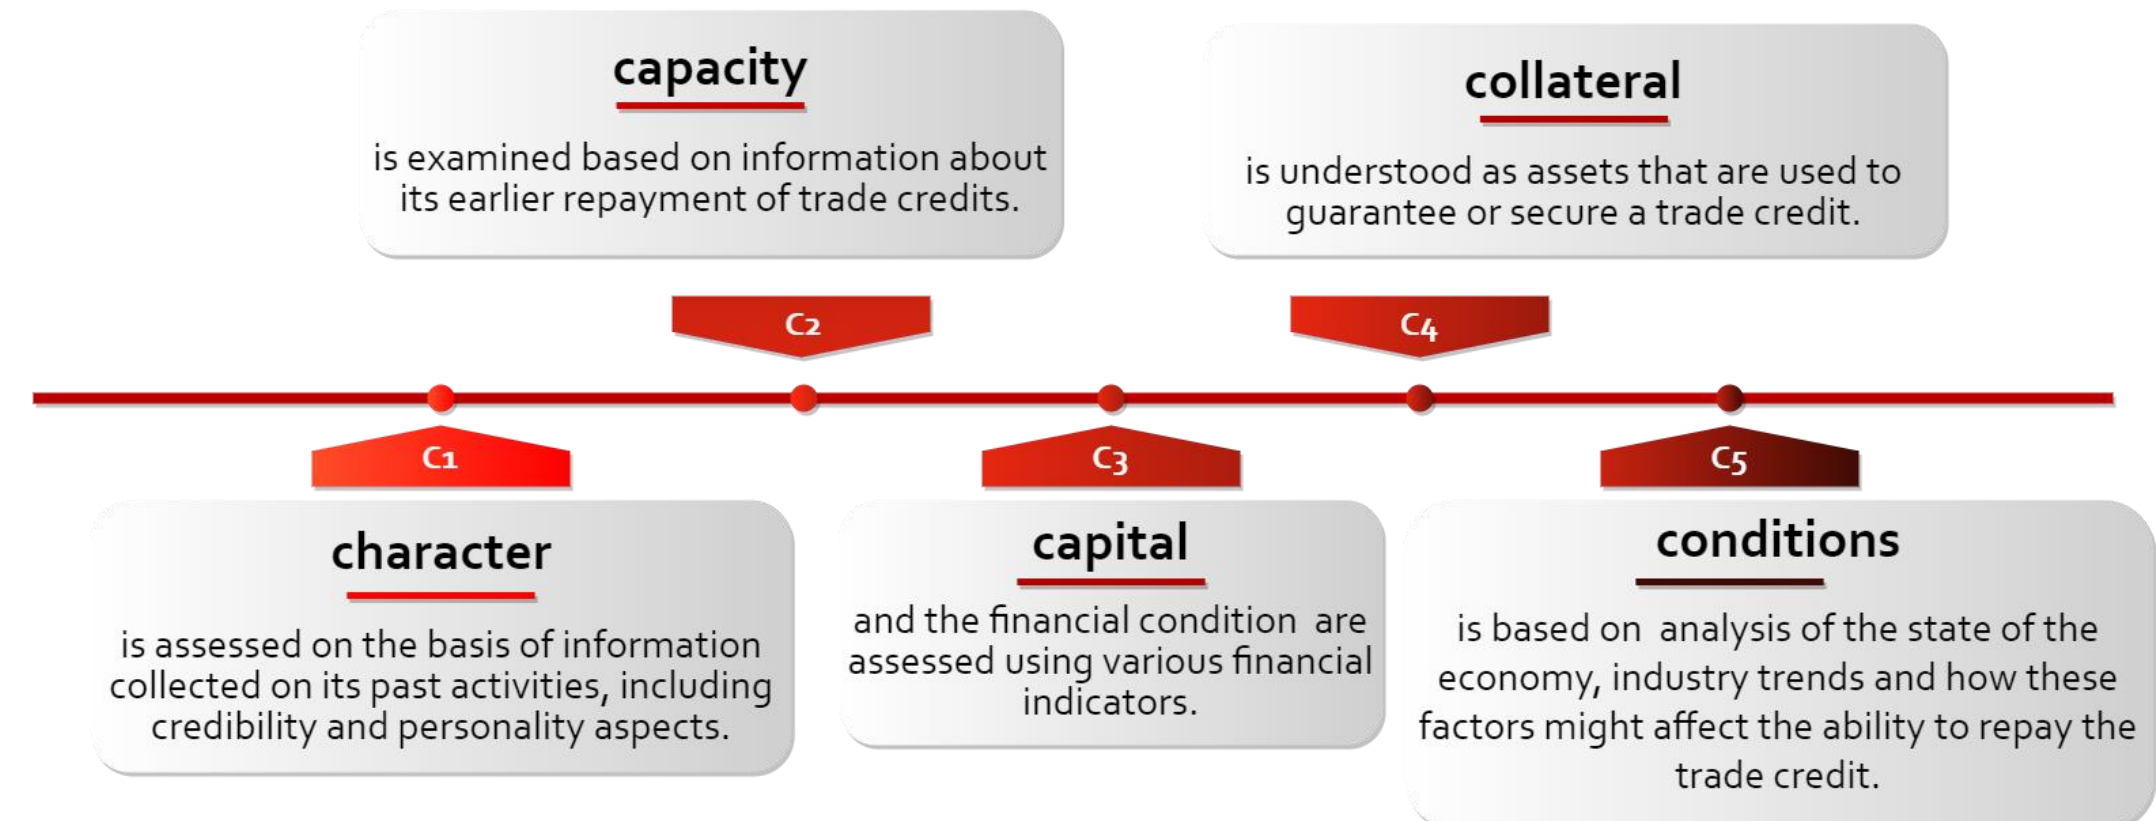 capacity
is examined based on information about
its earlier repayment of trade credits.
collateral
is understood as assets that are used to
guarantee or secure a trade credit.
C2
C4
C1
C3
C5
character
is assessed on the basis of information
collected on its past activities, including
credibility and personality aspects.
capital
and the financial condition are
assessed using various financial
indicators.
conditions
is based on analysis of the state of the
economy, industry trends and how these
factors might affect the ability to repay the
trade credit.